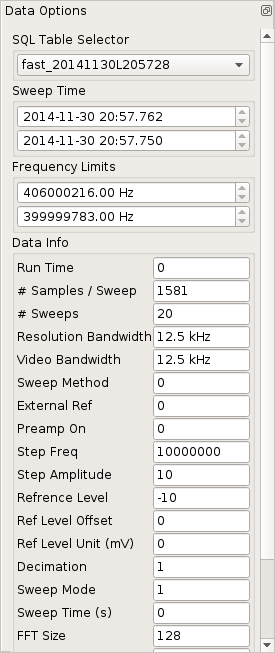 Data Options
SQL Table Selector
fast_20141130L205728
Sweep Time
2014-11-30 20:57.762
2014-11-30 20:57.750
Frequency Limits
406000216.00 Hz
399999783.00 Hz
Data Info
Run Time 0
# Samples / Sweep 1581
# Sweeps 20
Resolution Bandwidth 12.5 kHz
Video Bandwidth 12.5 kHz
Sweep Method 0
External Ref 0
Preamp On 0
Step Freq 10000000
Step Amplitude 10
Refrence Level -10
Ref Level Offset 0
Ref Level Unit (mV) 0
Decimation 1
Sweep Mode 1
Sweep Time (s) 0
FFT Size 128